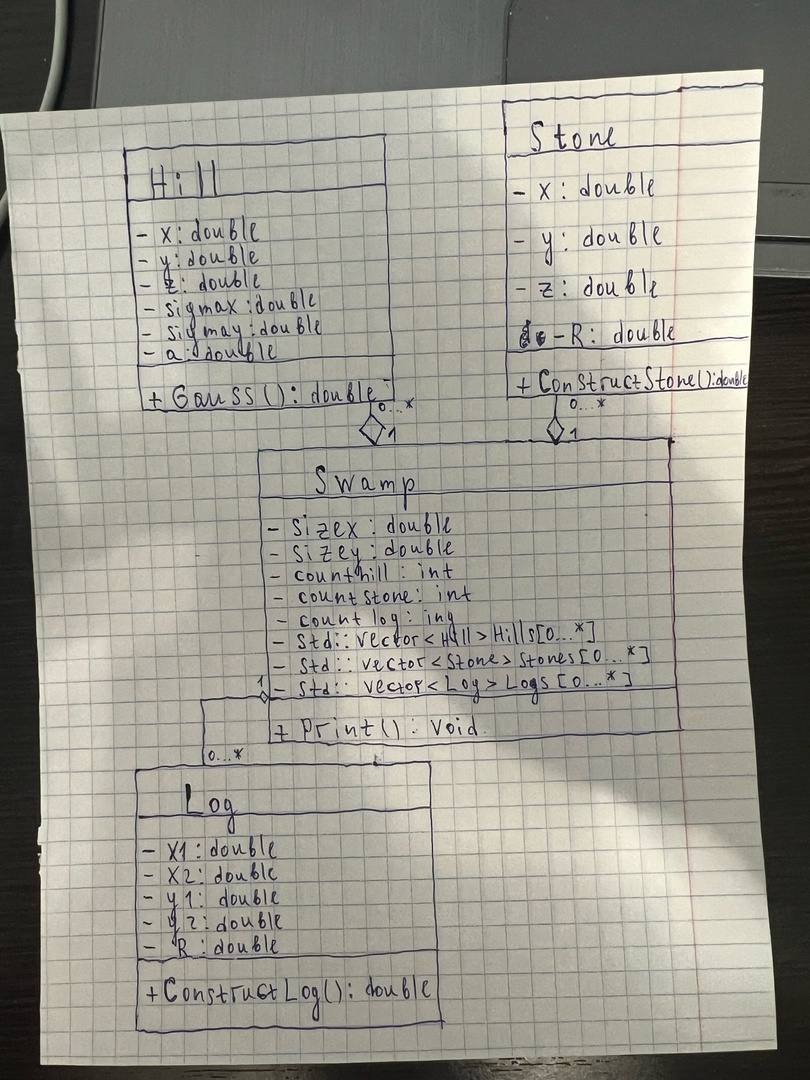 Hill
- x: double
- y: double
- z: double
- sigmax: double
- sigmay: double
- a: double
+ Gauss(): double
0...*
1
Stone
- x: double
- y: double
- z: double
- R: double
+ ConstructStone():double
0...*
1
Swamp
- sizex: double
- sizey: double
- counthill: int
- countstone: int
- countlog: ing
- std::vector<Hill>Hills[0...*]
- std::vector<Stone>Stones[0...*]
- std::vector<Log>Logs[0...*]
+ Print(): void
1
0...*
Log
- x1: double
- x2: double
- y1: double
- y2: double
- R: double
+ConstructLog(): double